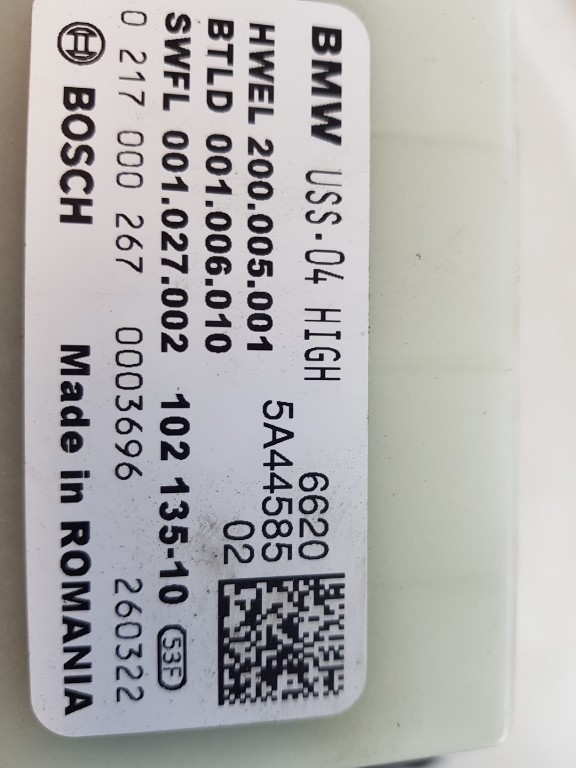 BMW USS-04 HIGH 6620
HWEL 200.005.001 5A44585
BTLD 001.006.010 02
SWFL 001.027.002 102 135-10 53F
0 217 000 267 0003696 260322
BOSCH Made in ROMANIA